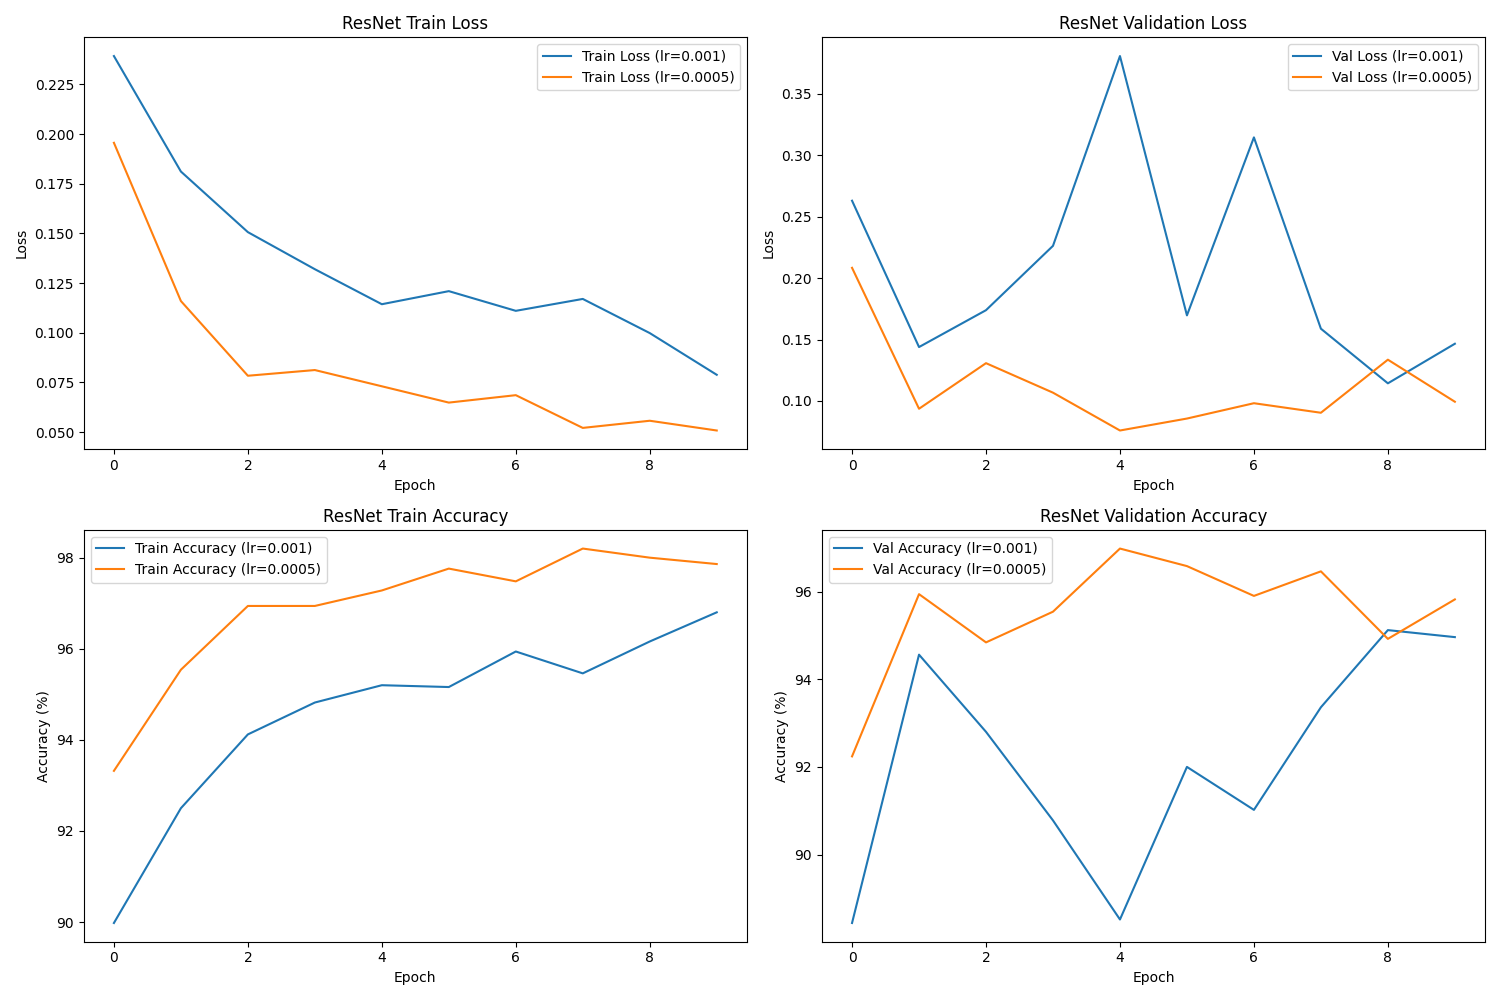 ResNet Train Loss
Train Loss (lr=0.001)
Train Loss (lr=0.0005)
0.225
0.200
0.175
0.150
0.125
0.100
0.075
0.050
Loss
0 2 4 6 8
Epoch
ResNet Validation Loss
Val Loss (lr=0.001)
Val Loss (lr=0.0005)
0.35
0.30
0.25
0.20
0.15
0.10
Loss
0 2 4 6 8
Epoch
ResNet Train Accuracy
Train Accuracy (lr=0.001)
Train Accuracy (lr=0.0005)
98
96
94
92
90
Accuracy (%)
0 2 4 6 8
Epoch
ResNet Validation Accuracy
Val Accuracy (lr=0.001)
Val Accuracy (lr=0.0005)
96
94
92
90
Accuracy (%)
0 2 4 6 8
Epoch